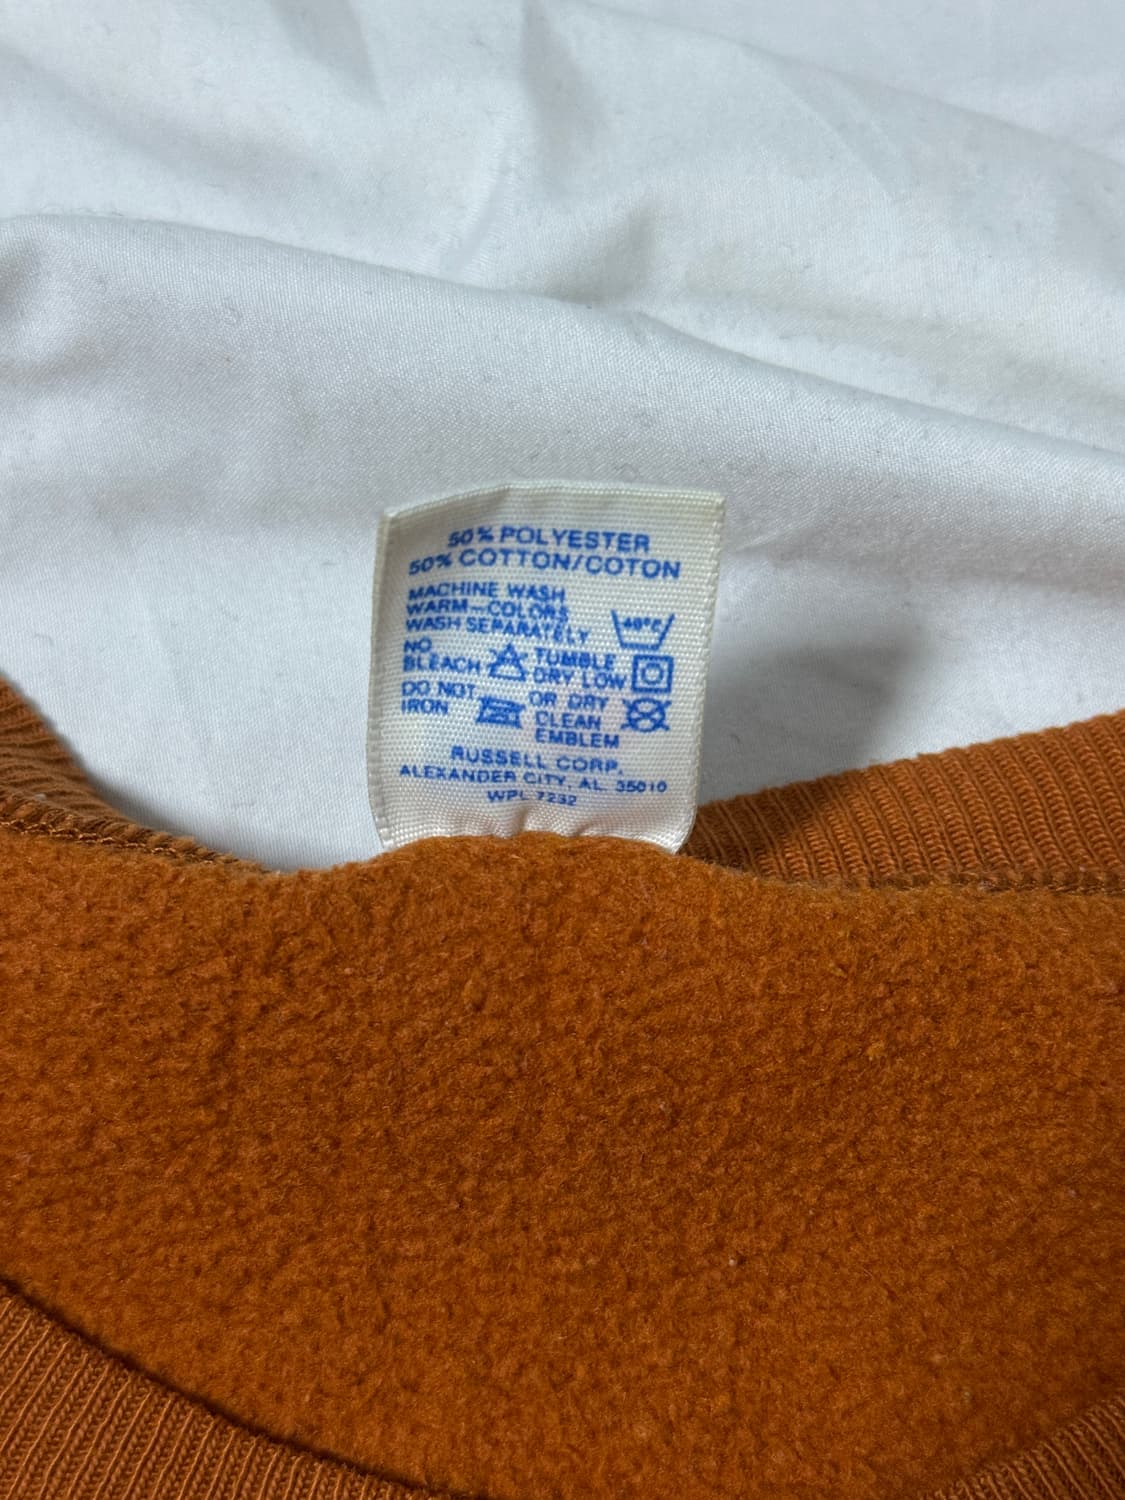 50% POLYESTER
50% COTTON/COTON
MACHINE WASH
WARM—COLORS
WASH SEPARATELY
40°C
NO
BLEACH
TUMBLE
DRY LOW
DO NOT
IRON
OR DRY
CLEAN
EMBLEM
RUSSELL CORP.
ALEXANDER CITY, AL. 35010
WPL 7232